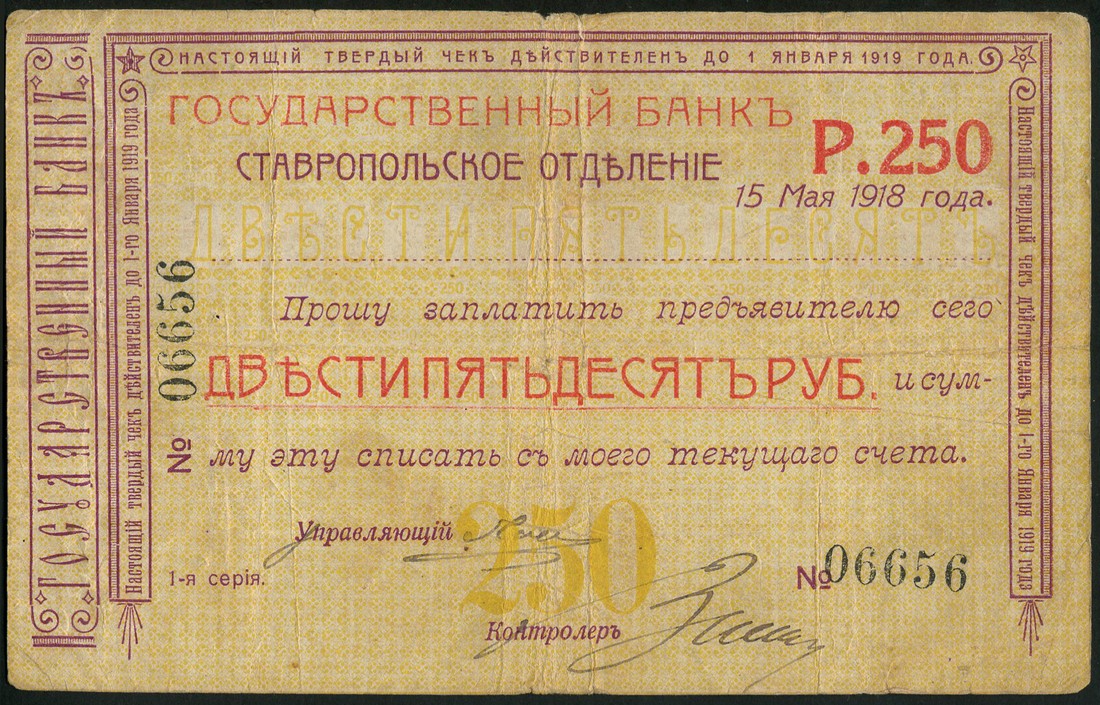 НАСТОЯЩІЙ ТВЕРДЫЙ ЧЕКЪ ДѢЙСТВИТЕЛЕНЪ ДО 1 ЯНВАРЯ 1919 ГОДА.
ГОСУДАРСТВЕННЫЙ БАНКЪ
Настоящій твердый чекъ дѣйствителенъ до 1-го Января 1919 года
ГОСУДАРСТВЕННЫЙ БАНКЪ
Р.250
СТАВРОПОЛЬСКОЕ ОТДѢЛЕНІЕ
15 Мая 1918 года.
ДВѢСТИ ПЯТЬДЕСЯТЪ
06656
№
Прошу заплатить предъявителю сего
ДВѢСТИ ПЯТЬДЕСЯТЪ РУБ. и сум-
му эту списать съ моего текущаго счета.
250
Управляющій
1-я серія.
№ 06656
Контролеръ
Настоящій твердый чекъ дѣйствителенъ до 1-го Января 1919 года